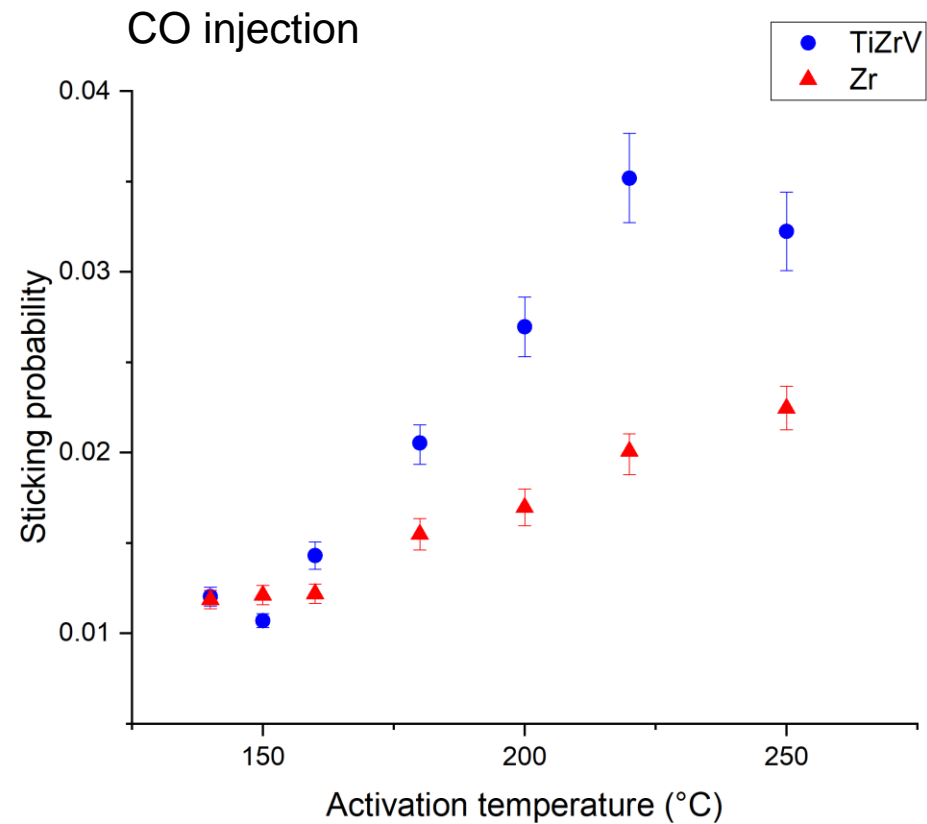 CO injection
TiZrV
Zr
0.04
0.03
0.02
0.01
Sticking probability
150
200
250
Activation temperature (°C)